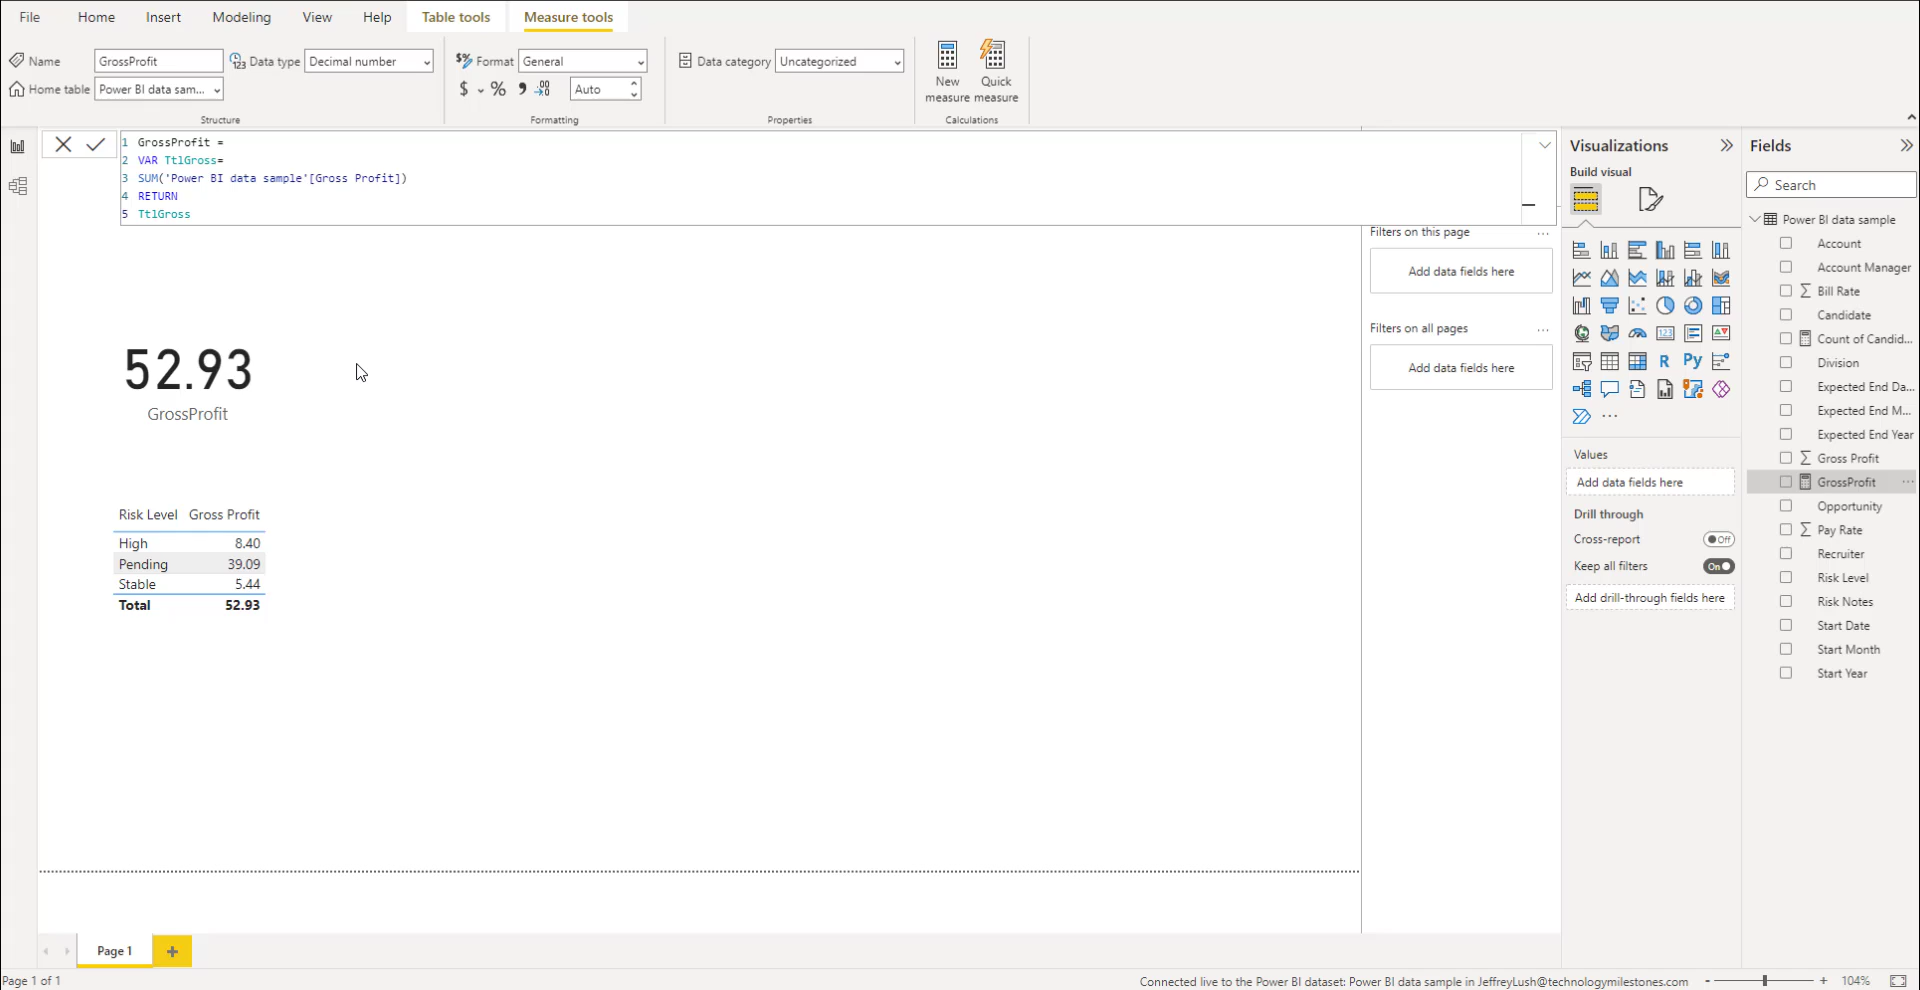 File Home Insert Modeling View Help Table tools Measure tools
Name GrossProfit Data type Decimal number Format General Data category Uncategorized New measure Quick measure
Home table Power BI data sam... $ % , Auto
Structure Formatting Properties Calculations
1 GrossProfit =
2 VAR TtlGross=
3 SUM('Power BI data sample'[Gross Profit])
4 RETURN
5 TtlGross
52.93
GrossProfit
Risk Level Gross Profit
High 8.40
Pending 39.09
Stable 5.44
Total 52.93
Filters on this page ...
Add data fields here
Filters on all pages ...
Add data fields here
Visualizations
Build visual
R Py
...
Values
Add data fields here
Drill through
Cross-report Off
Keep all filters On
Add drill-through fields here
Fields
Search
Power BI data sample
Account
Account Manager
Bill Rate
Candidate
Count of Candid...
Division
Expected End Da...
Expected End M...
Expected End Year
Gross Profit
GrossProfit ...
Opportunity
Pay Rate
Recruiter
Risk Level
Risk Notes
Start Date
Start Month
Start Year
Page 1 +
Page 1 of 1
Connected live to the Power BI dataset: Power BI data sample in JeffreyLush@technologymilestones.com - + 104%